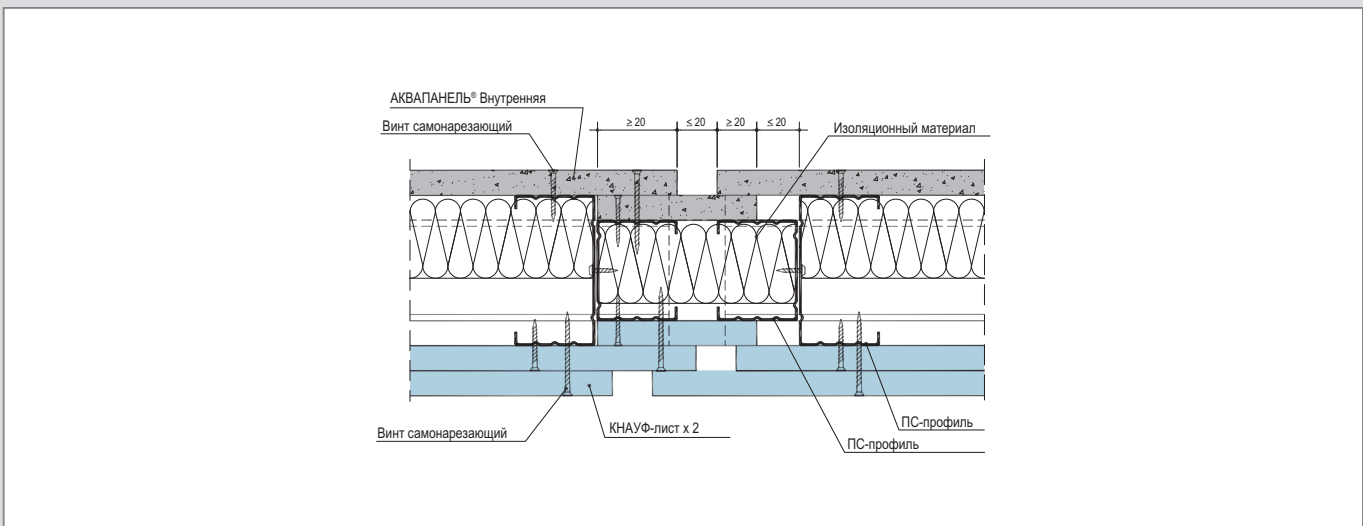 АКВАПАНЕЛЬ® Внутренняя
Винт самонарезающий
≥ 20
≤ 20
≥ 20
≤ 20
Изоляционный материал
Винт самонарезающий
КНАУФ-лист x 2
ПС-профиль
ПС-профиль